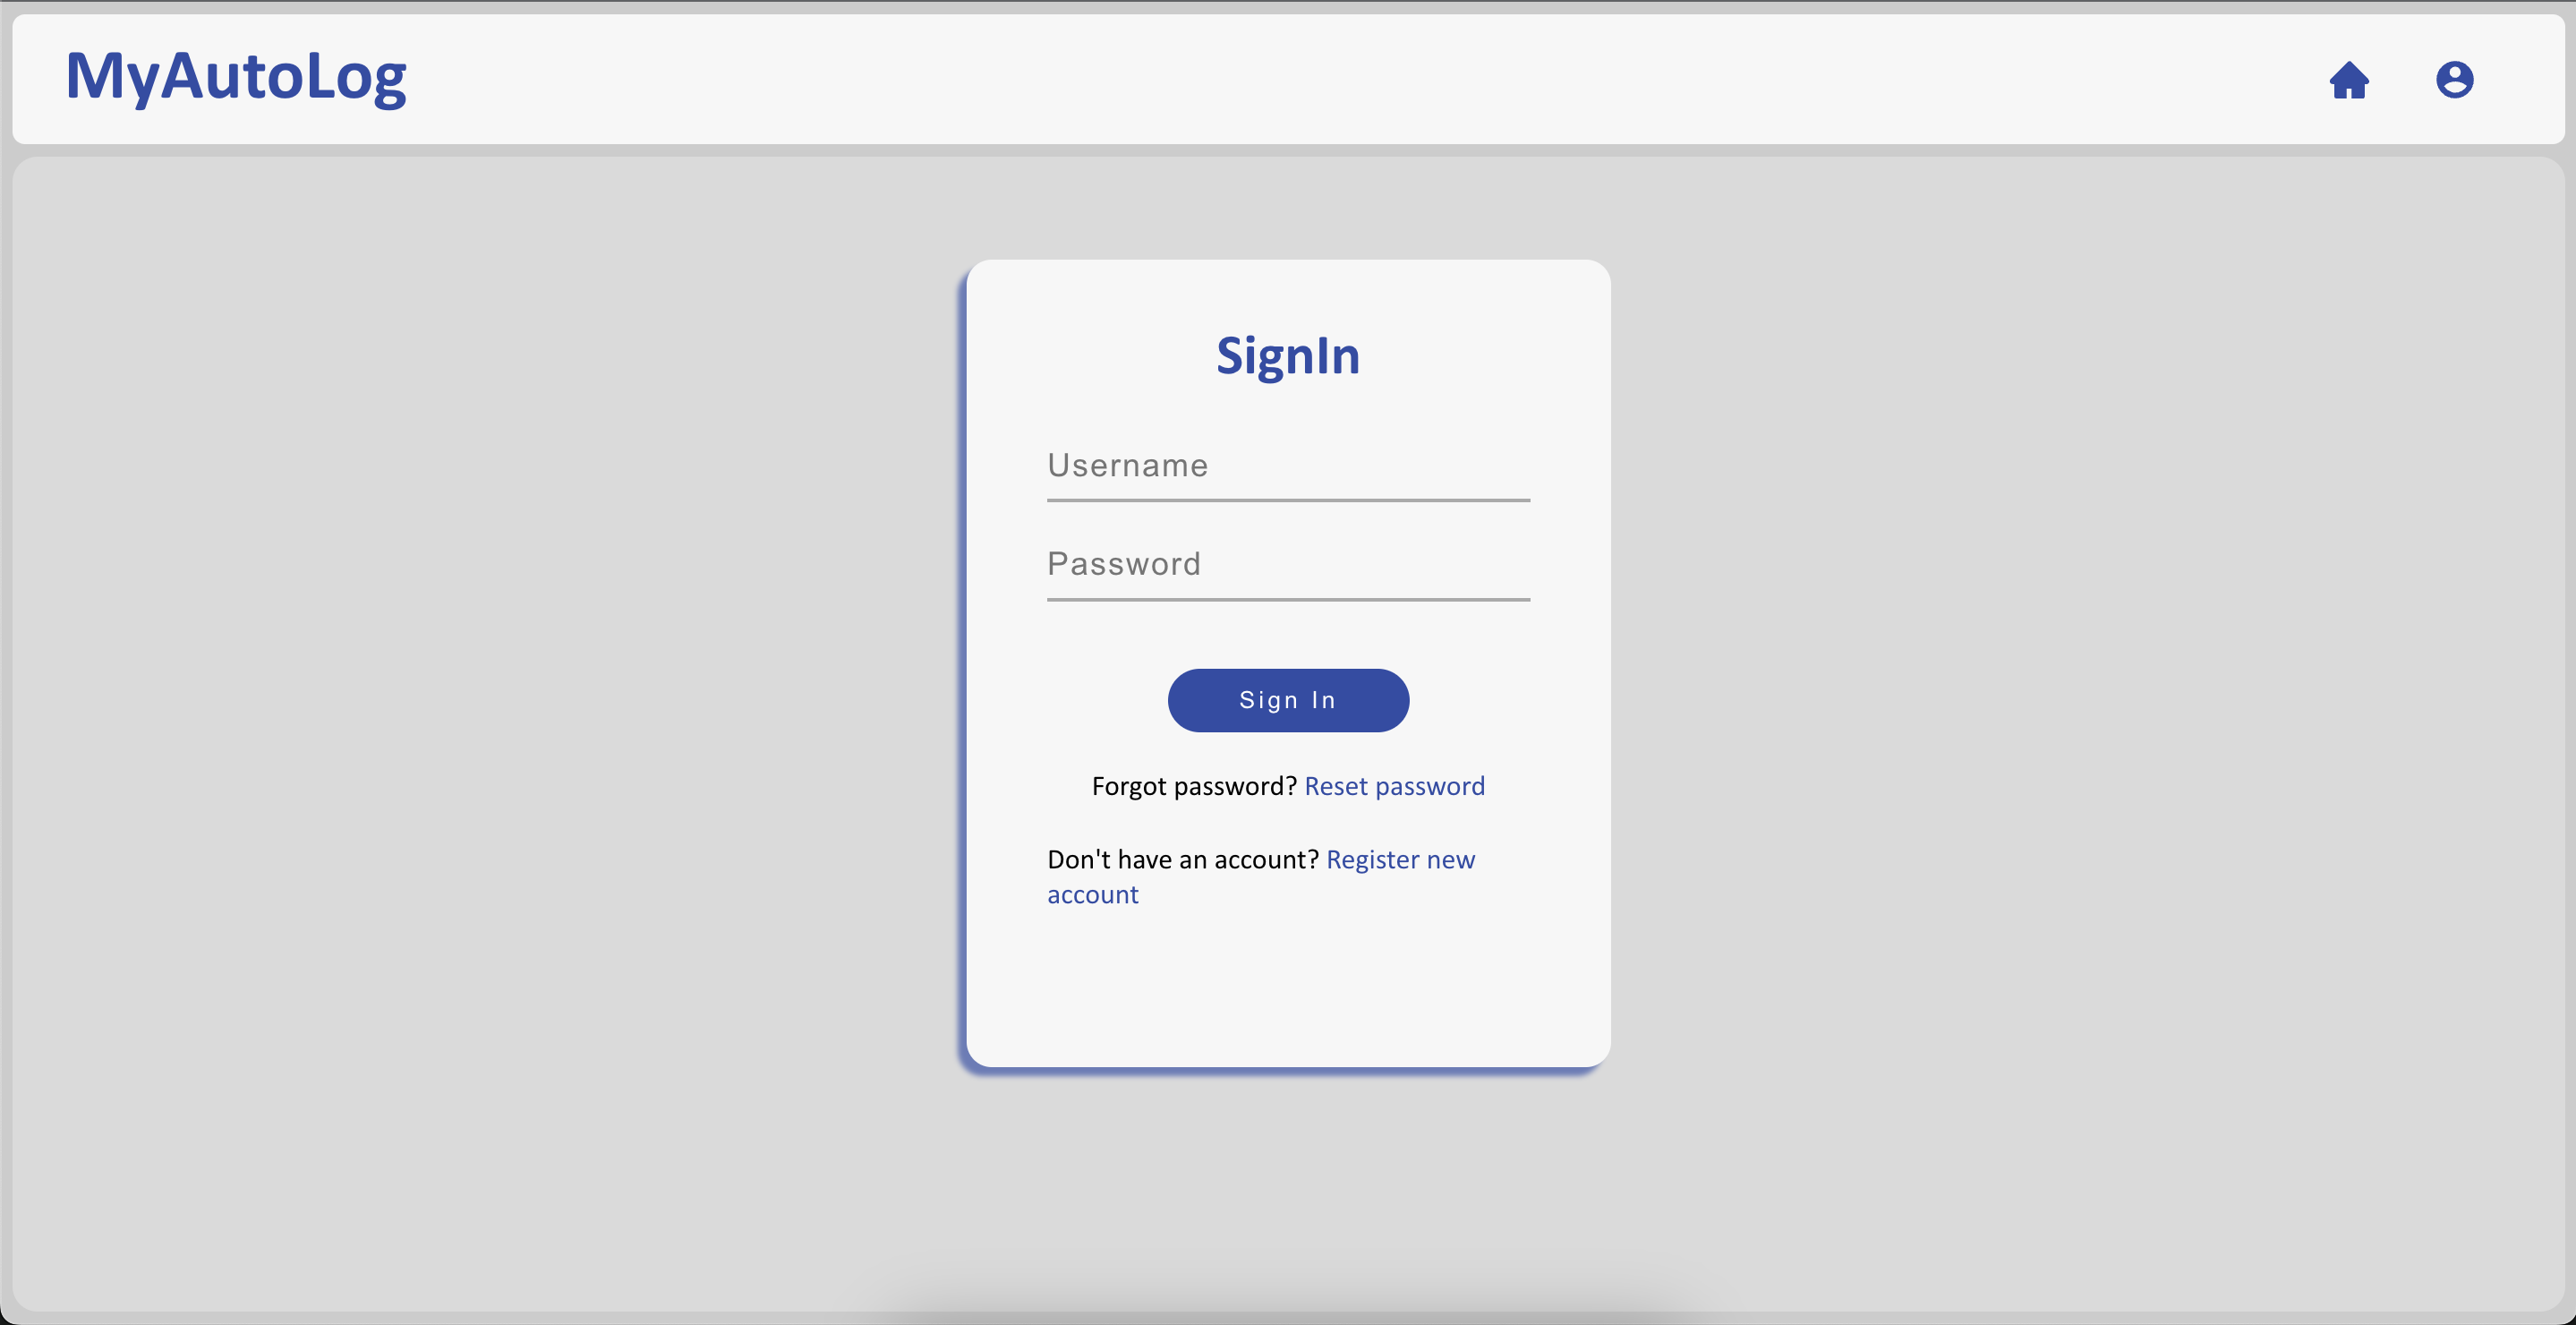 MyAutoLog
SignIn
Username
Password
Sign In
Forgot password? Reset password
Don't have an account? Register new
account